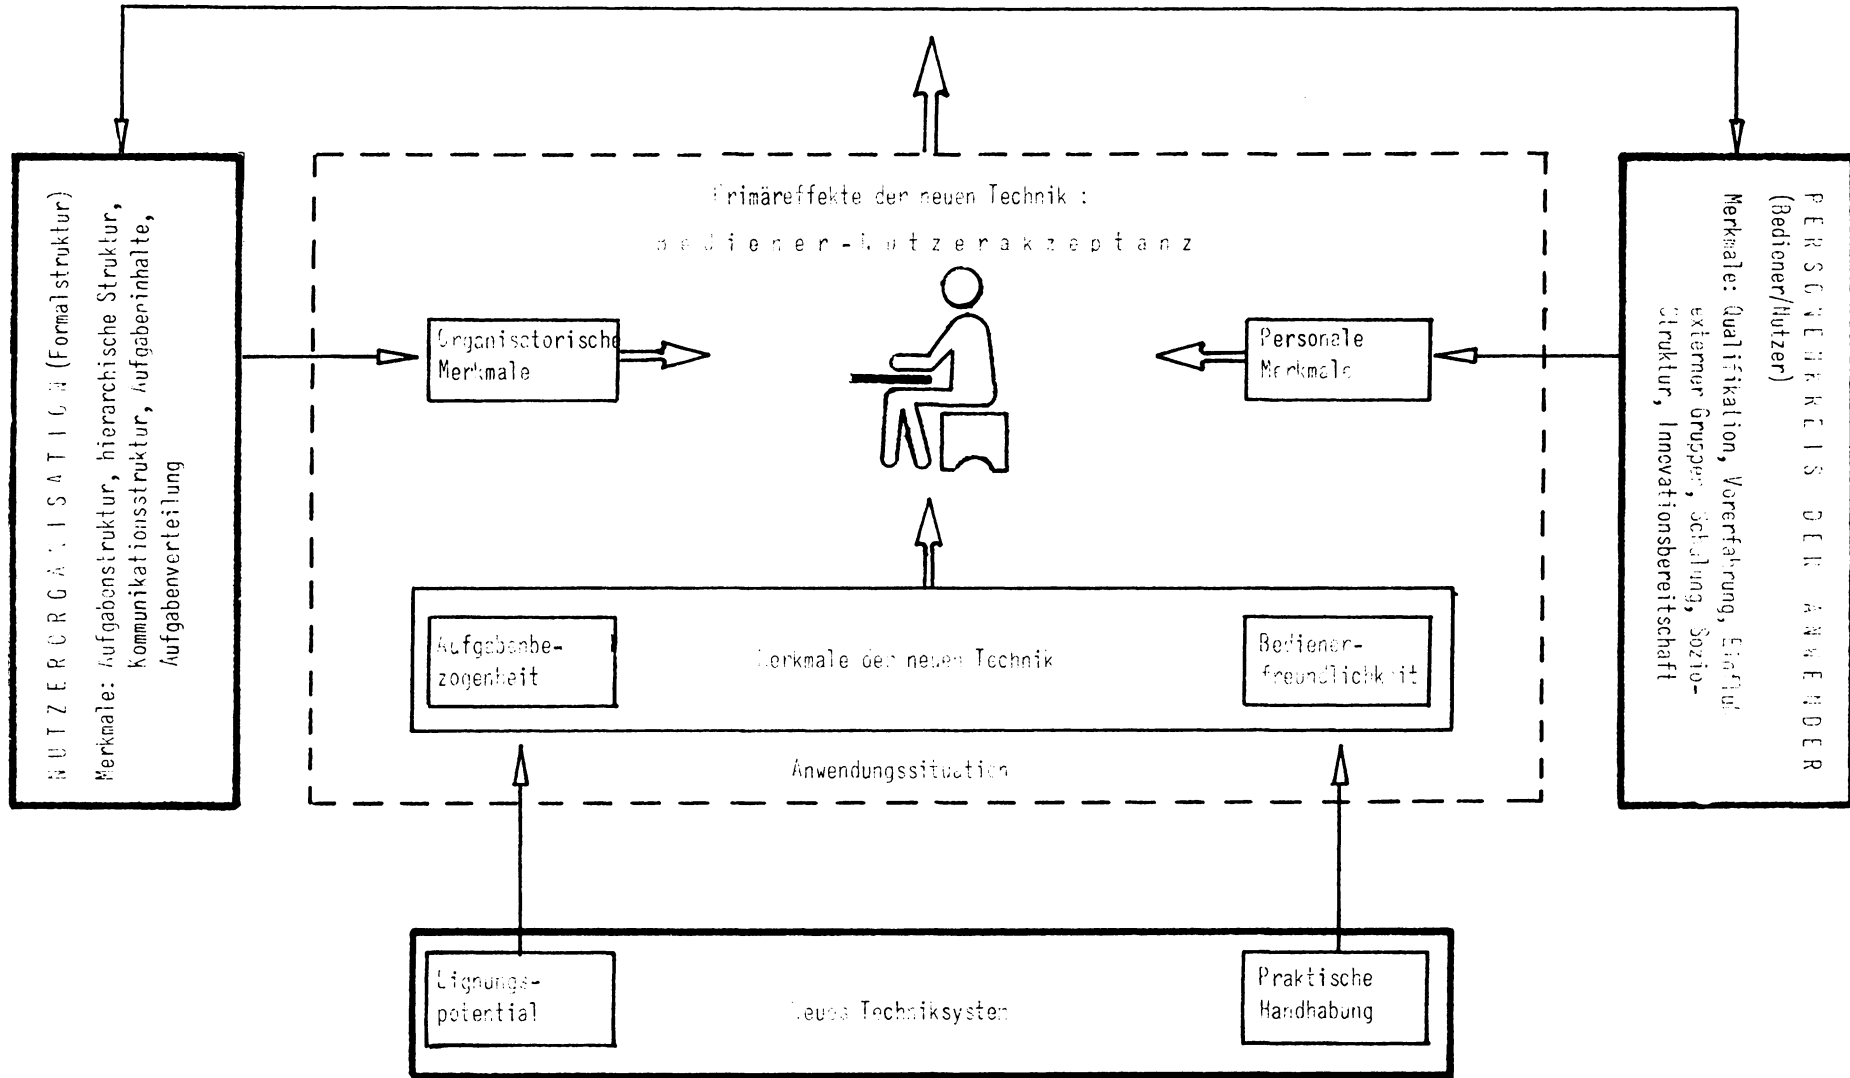 NUTZERORGANISATION (Formalstruktur)
Merkmale: Aufgabenstruktur, hierarchische Struktur,
Kommunikationsstruktur, Aufgabeninhalte,
Aufgabenverteilung
Primäreffekte der neuen Technik :
Bediener-Nutzerakzeptanz
Organisatorische
Merkmale
Personale
Merkmale
Aufgabenbe-
zogenheit
Merkmale der neuen Technik
Bediener-
freundlichkeit
Anwendungssituation
Eignungs-
potential
Neues Techniksystem
Praktische
Handhabung
PERSONENKREIS DER ANWENDER
(Bediener/Nutzer)
Merkmale: Qualifikation, Vorerfahrung, Einfluß
externer Gruppen, Schulung, Sozio-
struktur, Innovationsbereitschaft